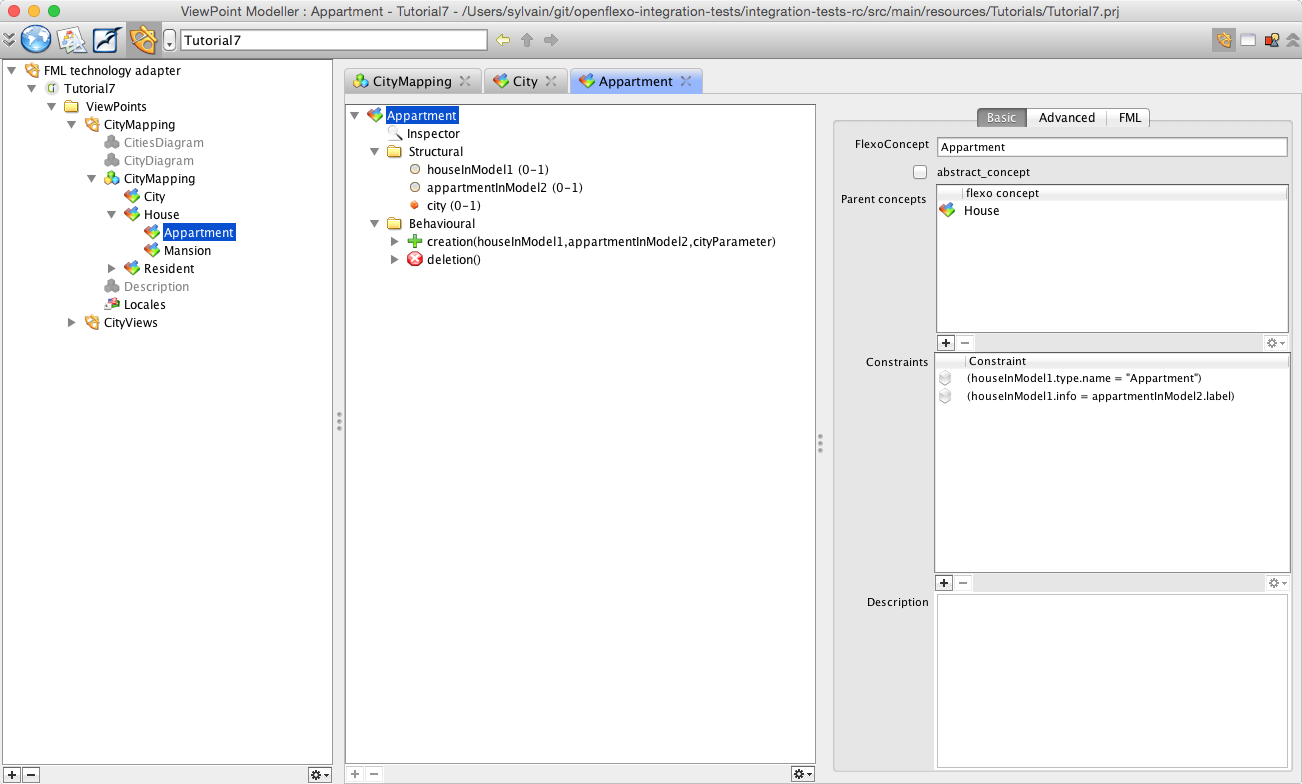 ViewPoint Modeller : Appartment - Tutorial7 - /Users/sylvain/git/openflexo-integration-tests/integration-tests-rc/src/main/resources/Tutorials/Tutorial7.prj
Tutorial7
FML technology adapter
Tutorial7
ViewPoints
CityMapping
CitiesDiagram
CityDiagram
CityMapping
City
House
Appartment
Mansion
Resident
Description
Locales
CityViews
CityMapping
City
Appartment
Appartment
Inspector
Structural
houseInModel1 (0-1)
appartmentInModel2 (0-1)
city (0-1)
Behavioural
creation(houseInModel1,appartmentInModel2,cityParameter)
deletion()
Basic
Advanced
FML
FlexoConcept
Appartment
abstract_concept
Parent concepts
flexo concept
House
Constraints
Constraint
(houseInModel1.type.name = "Appartment")
(houseInModel1.info = appartmentInModel2.label)
Description